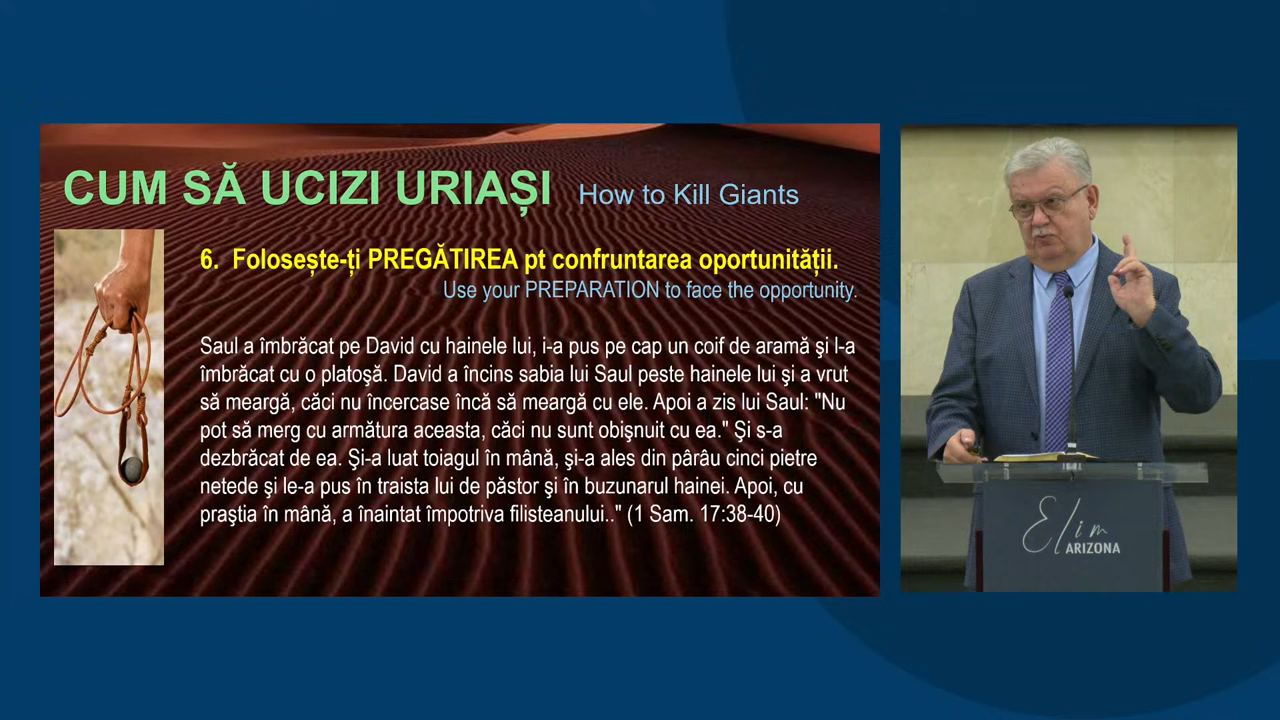 CUM SĂ UCIZI URIAȘI How to Kill Giants
6. Folosește-ți PREGĂTIREA pt confruntarea oportunității.
Use your PREPARATION to face the opportunity.
Saul a îmbrăcat pe David cu hainele lui, i-a pus pe cap un coif de aramă şi l-a
îmbrăcat cu o platoşă. David a încins sabia lui Saul peste hainele lui şi a vrut
să meargă, căci nu încercase încă să meargă cu ele. Apoi a zis lui Saul: "Nu
pot să merg cu armătura aceasta, căci nu sunt obişnuit cu ea." Şi s-a
dezbrăcat de ea. Şi-a luat toiagul în mână, şi-a ales din pârâu cinci pietre
netede şi le-a pus în traista lui de păstor şi în buzunarul hainei. Apoi, cu
praştia în mână, a înaintat împotriva filisteanului.." (1 Sam. 17:38-40)
Elim
ARIZONA